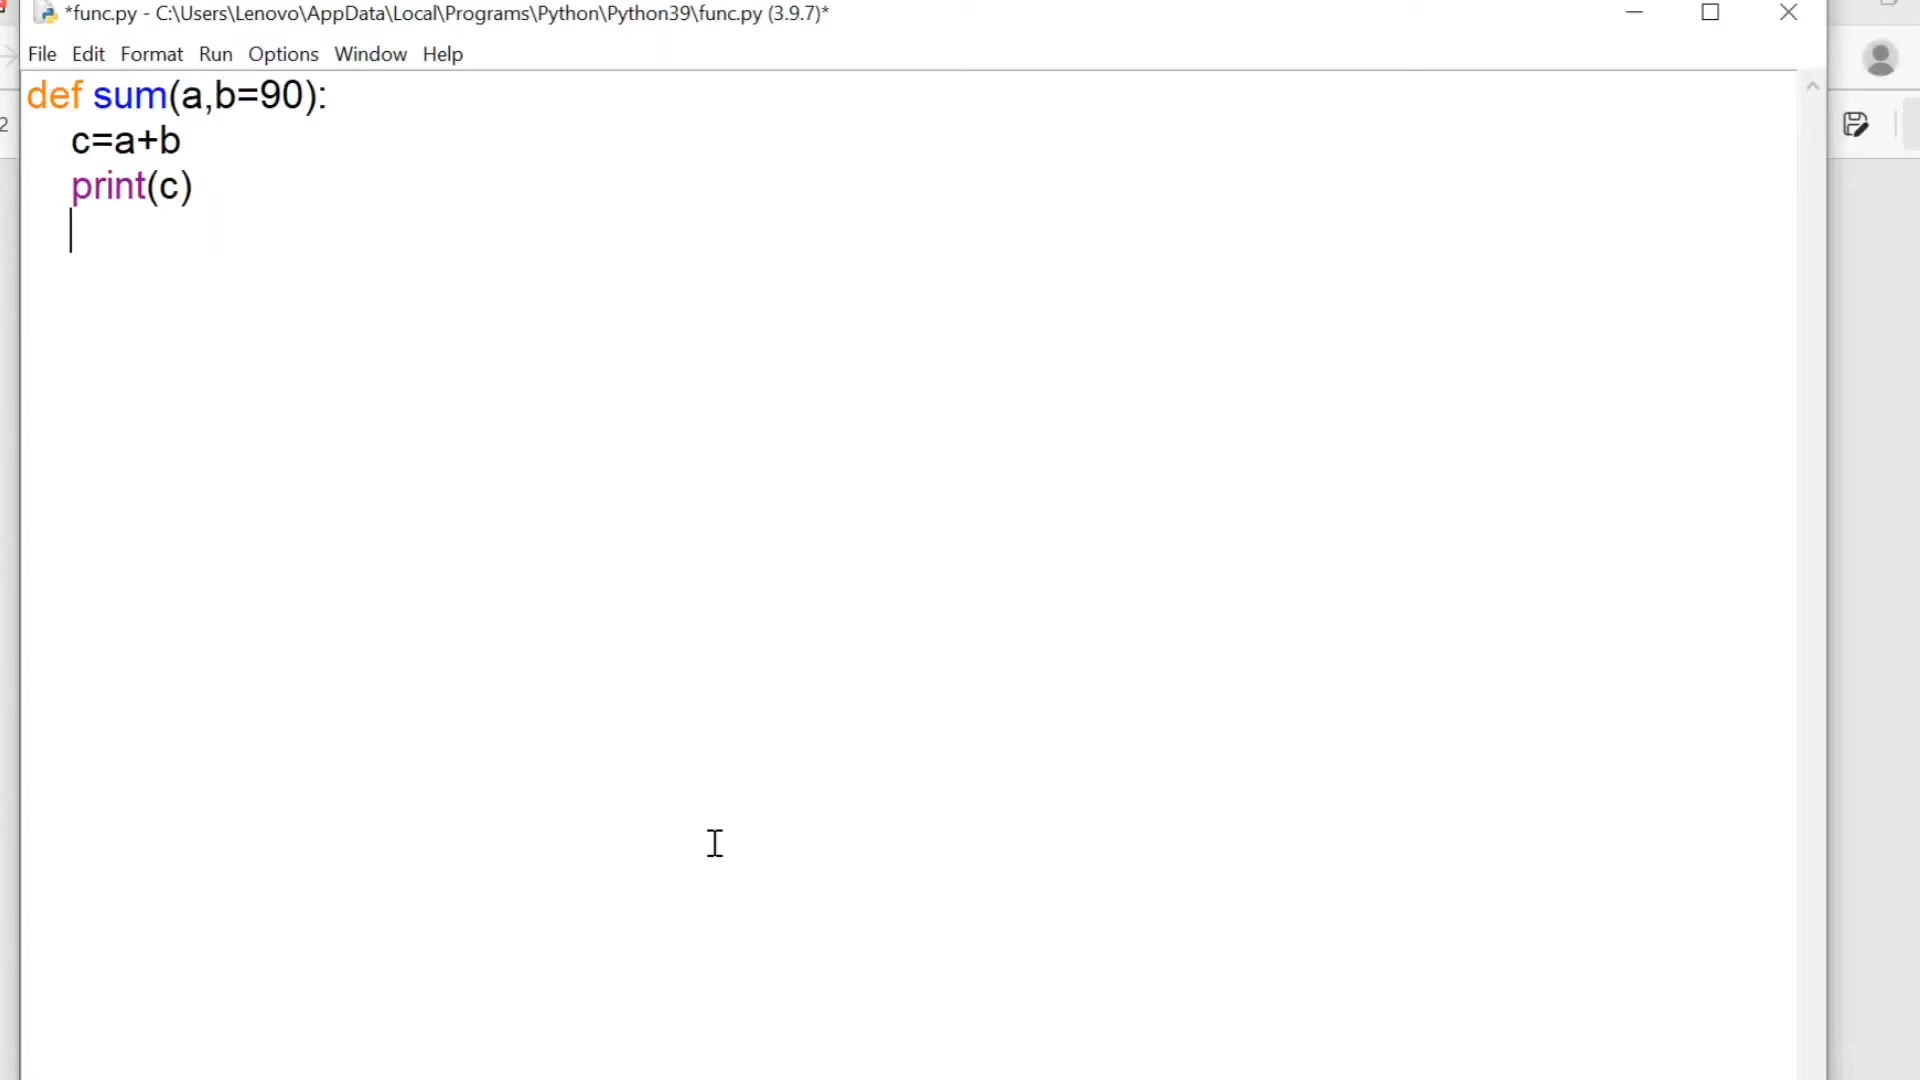 *func.py - C:\Users\Lenovo\AppData\Local\Programs\Python\Python39\func.py (3.9.7)*
File Edit Format Run Options Window Help
def sum(a,b=90):
    c=a+b
    print(c)
2